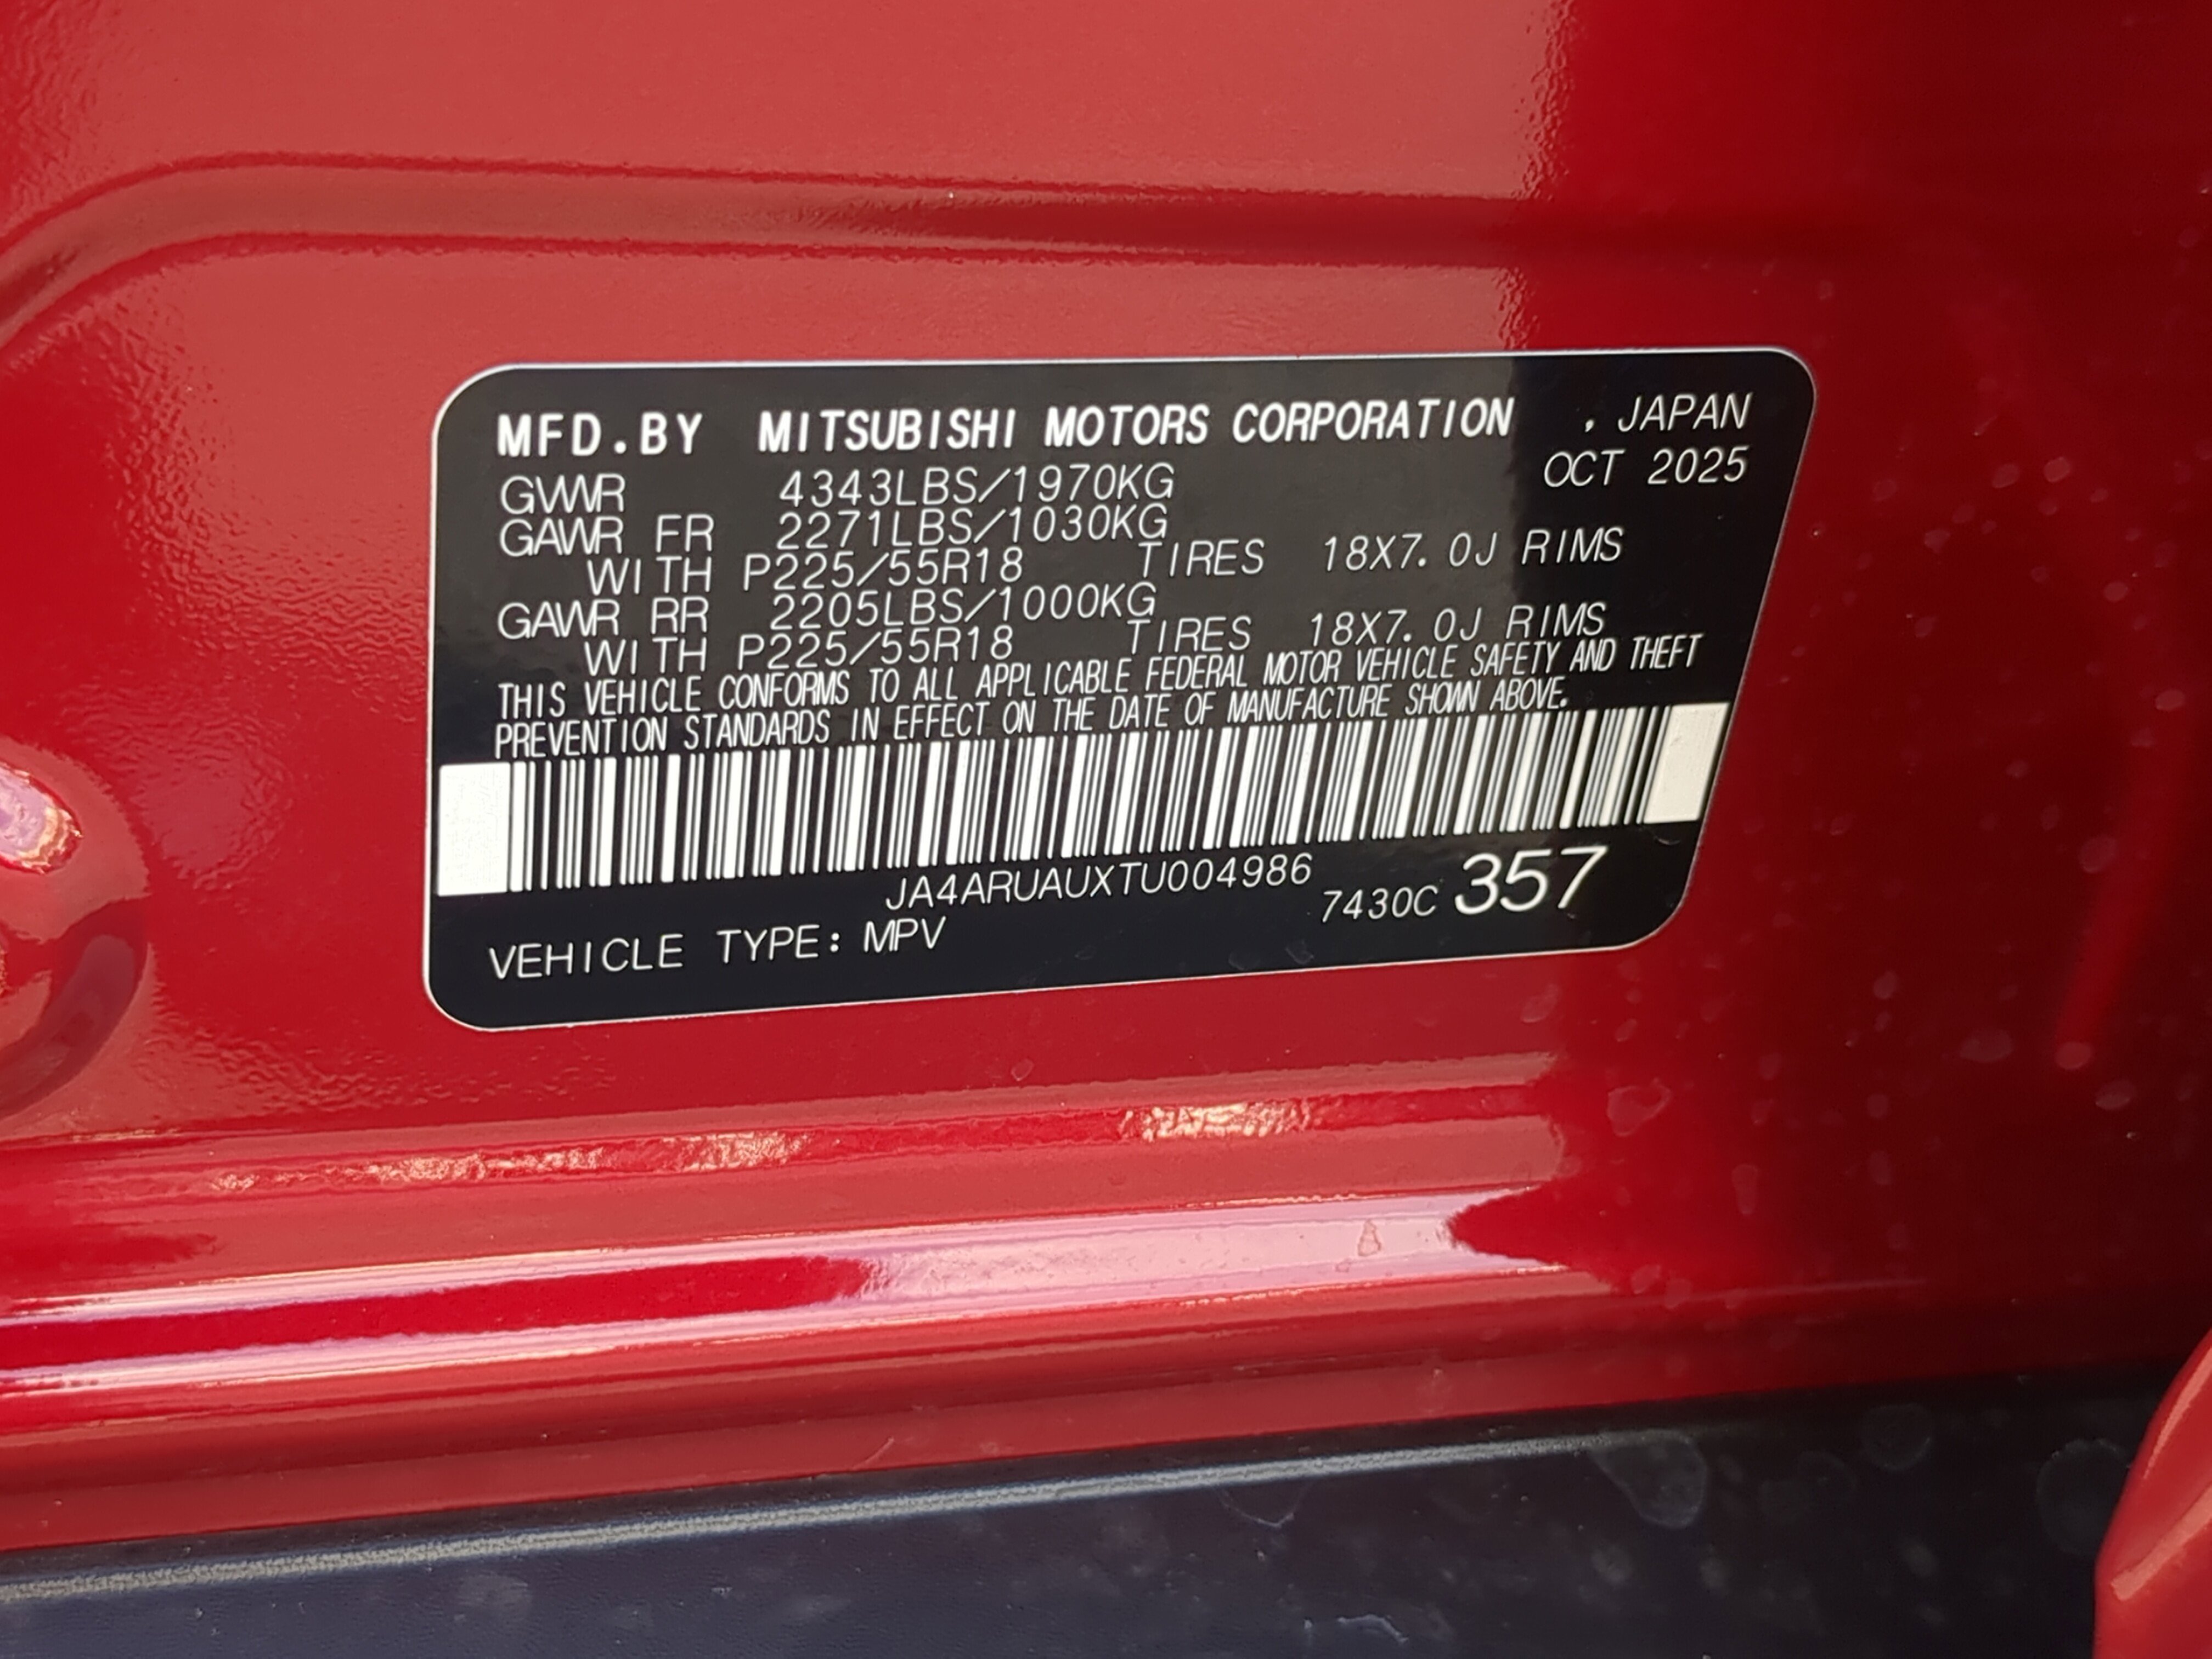 MFD.BY MITSUBISHI MOTORS CORPORATION , JAPAN
OCT 2025
GVWR 4343LBS/1970KG
GAWR FR 2271LBS/1030KG
WITH P225/55R18 TIRES 18X7.0J RIMS
GAWR RR 2205LBS/1000KG
WITH P225/55R18 TIRES 18X7.0J RIMS
THIS VEHICLE CONFORMS TO ALL APPLICABLE FEDERAL MOTOR VEHICLE SAFETY AND THEFT
PREVENTION STANDARDS IN EFFECT ON THE DATE OF MANUFACTURE SHOWN ABOVE.
JA4ARUAUXTU004986
7430C 357
VEHICLE TYPE: MPV